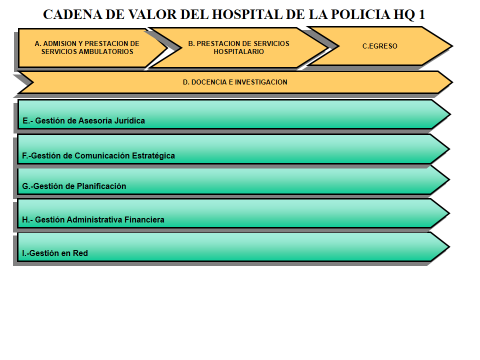 CADENA DE VALOR DEL HOSPITAL DE LA POLICIA HQ 1
A. ADMISION Y PRESTACION DE
SERVICIOS AMBULATORIOS
B. PRESTACION DE SERVICIOS
HOSPITALARIO
C.EGRESO
D. DOCENCIA E INVESTIGACION
E.- Gestión de Asesoría Jurídica
F.-Gestión de Comunicación Estratégica
G.-Gestión de Planificación
H.- Gestión Administrativa Financiera
I.-Gestión en Red